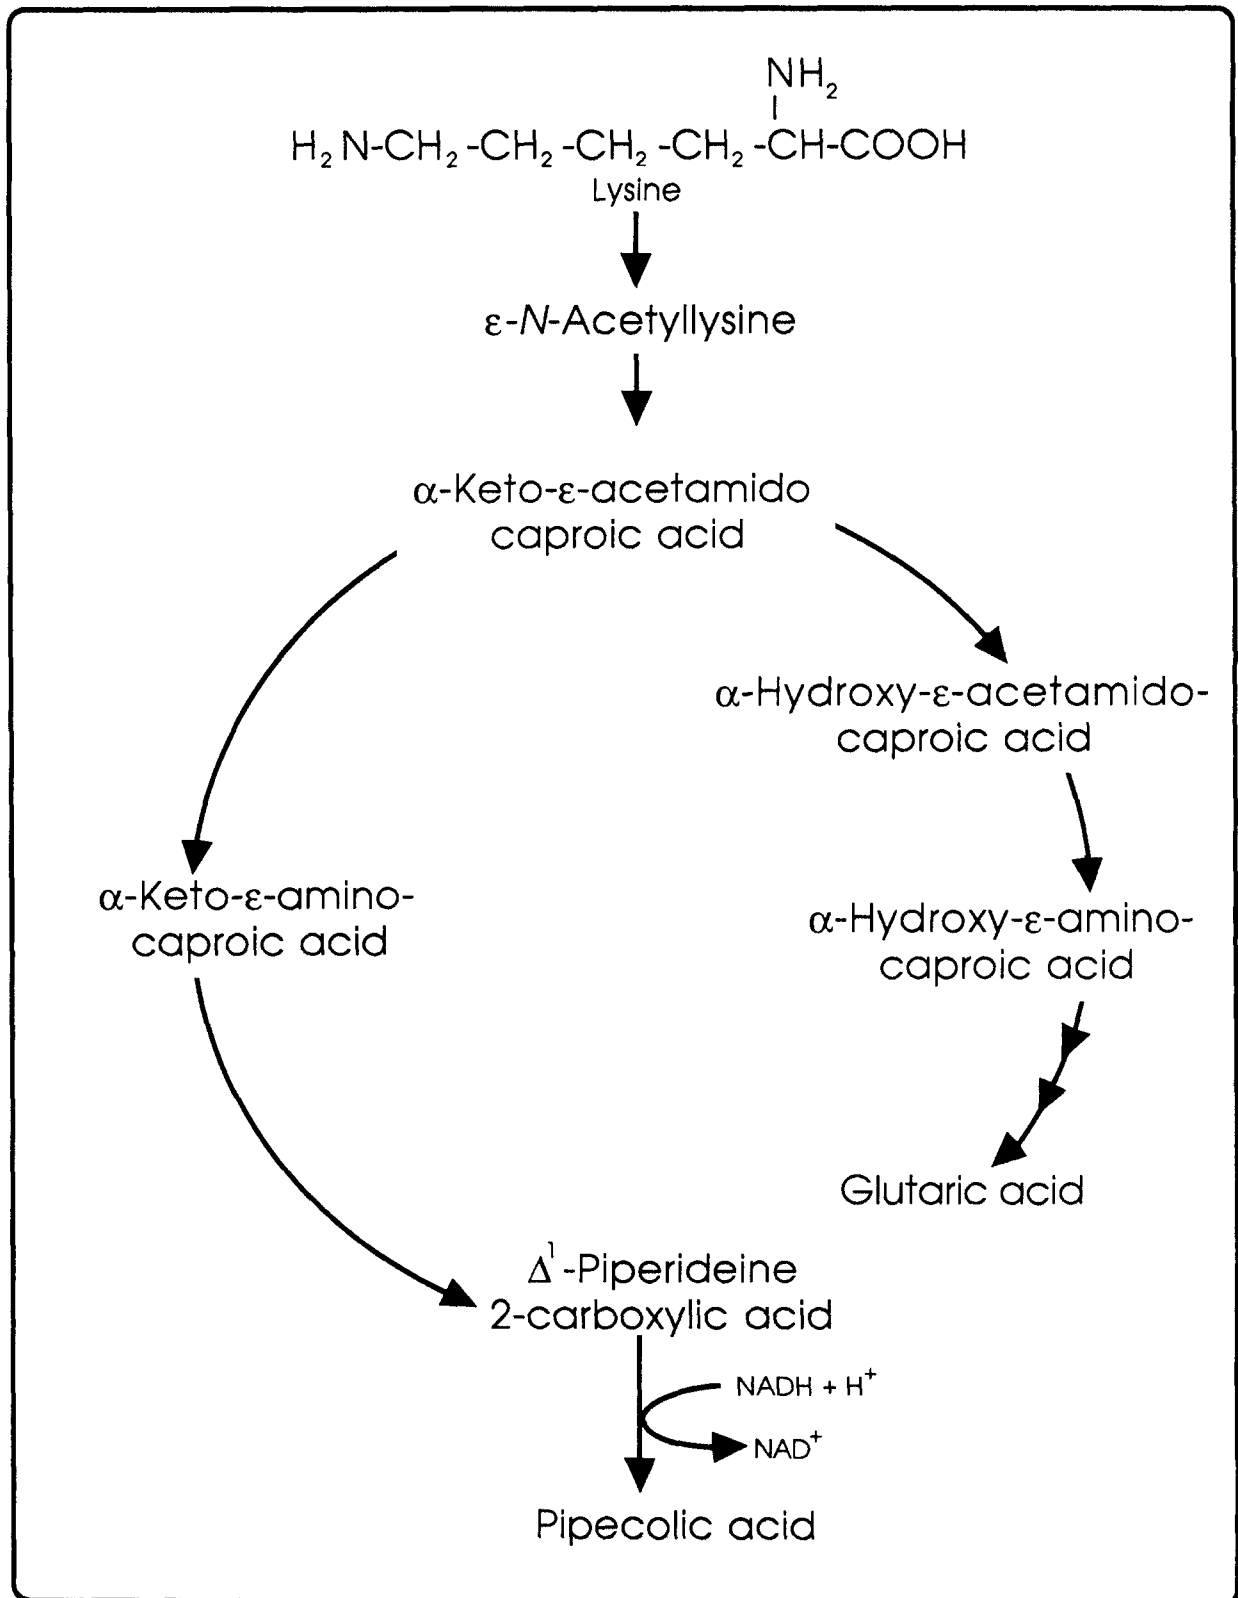 NH₂
H₂N-CH₂-CH₂-CH₂-CH₂-CH-COOH
Lysine
ε-N-Acetyllysine
α-Keto-ε-acetamido
caproic acid
α-Hydroxy-ε-acetamido-
caproic acid
α-Keto-ε-amino-
caproic acid
α-Hydroxy-ε-amino-
caproic acid
Glutaric acid
Δ¹-Piperideine
2-carboxylic acid
NADH + H⁺
NAD⁺
Pipecolic acid